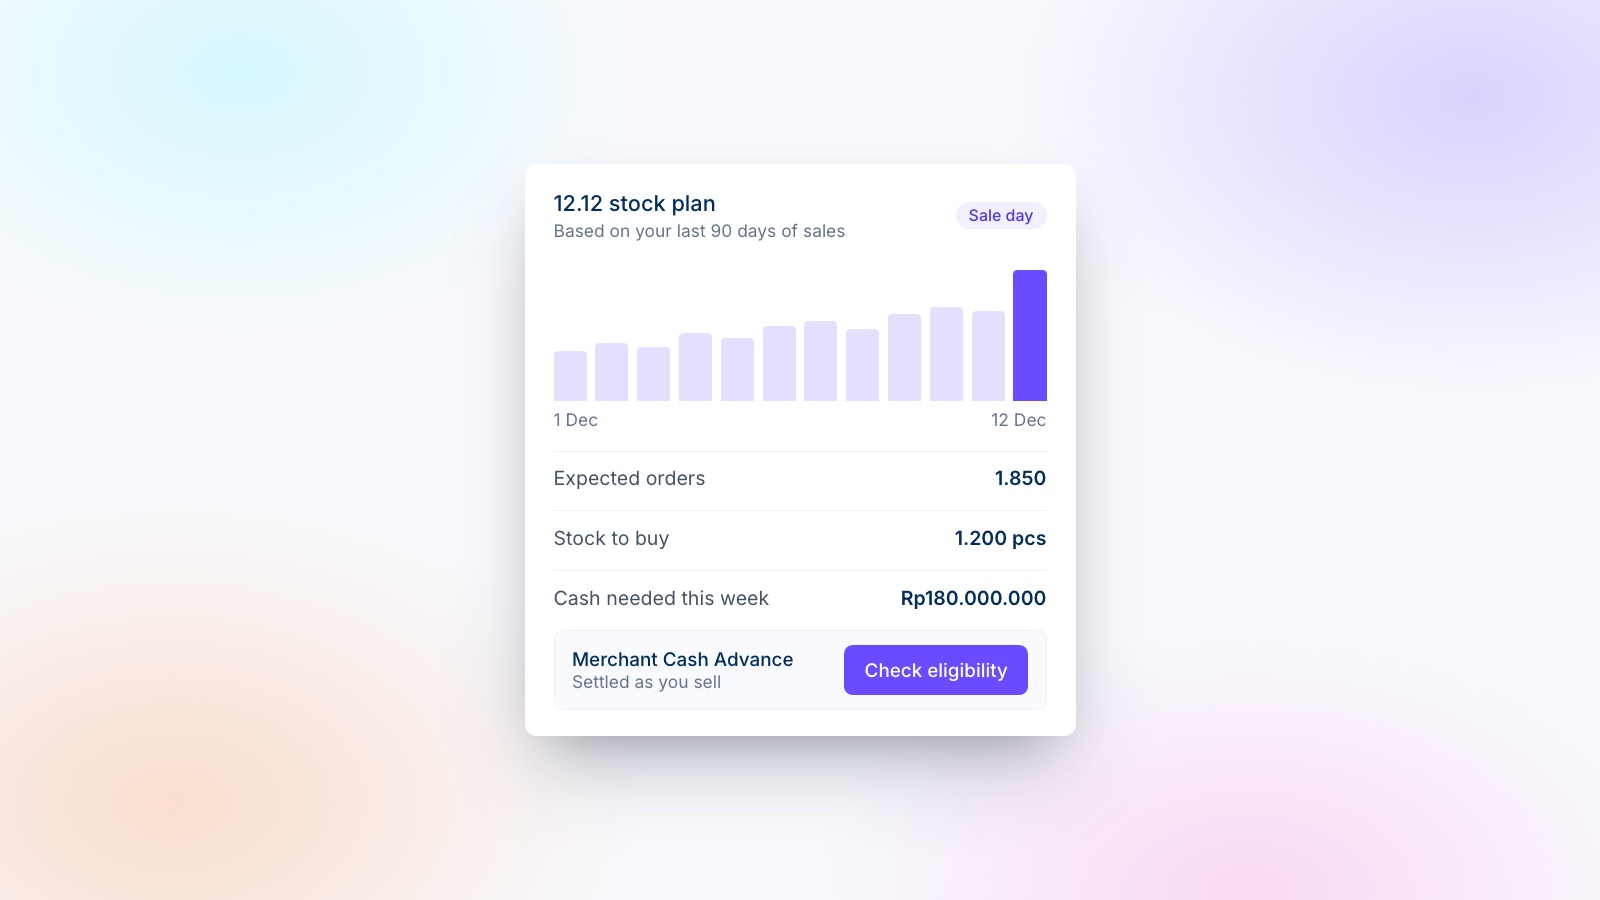 12.12 stock plan
Based on your last 90 days of sales
Sale day
1 Dec
12 Dec
Expected orders
1.850
Stock to buy
1.200 pcs
Cash needed this week
Rp180.000.000
Merchant Cash Advance
Settled as you sell
Check eligibility